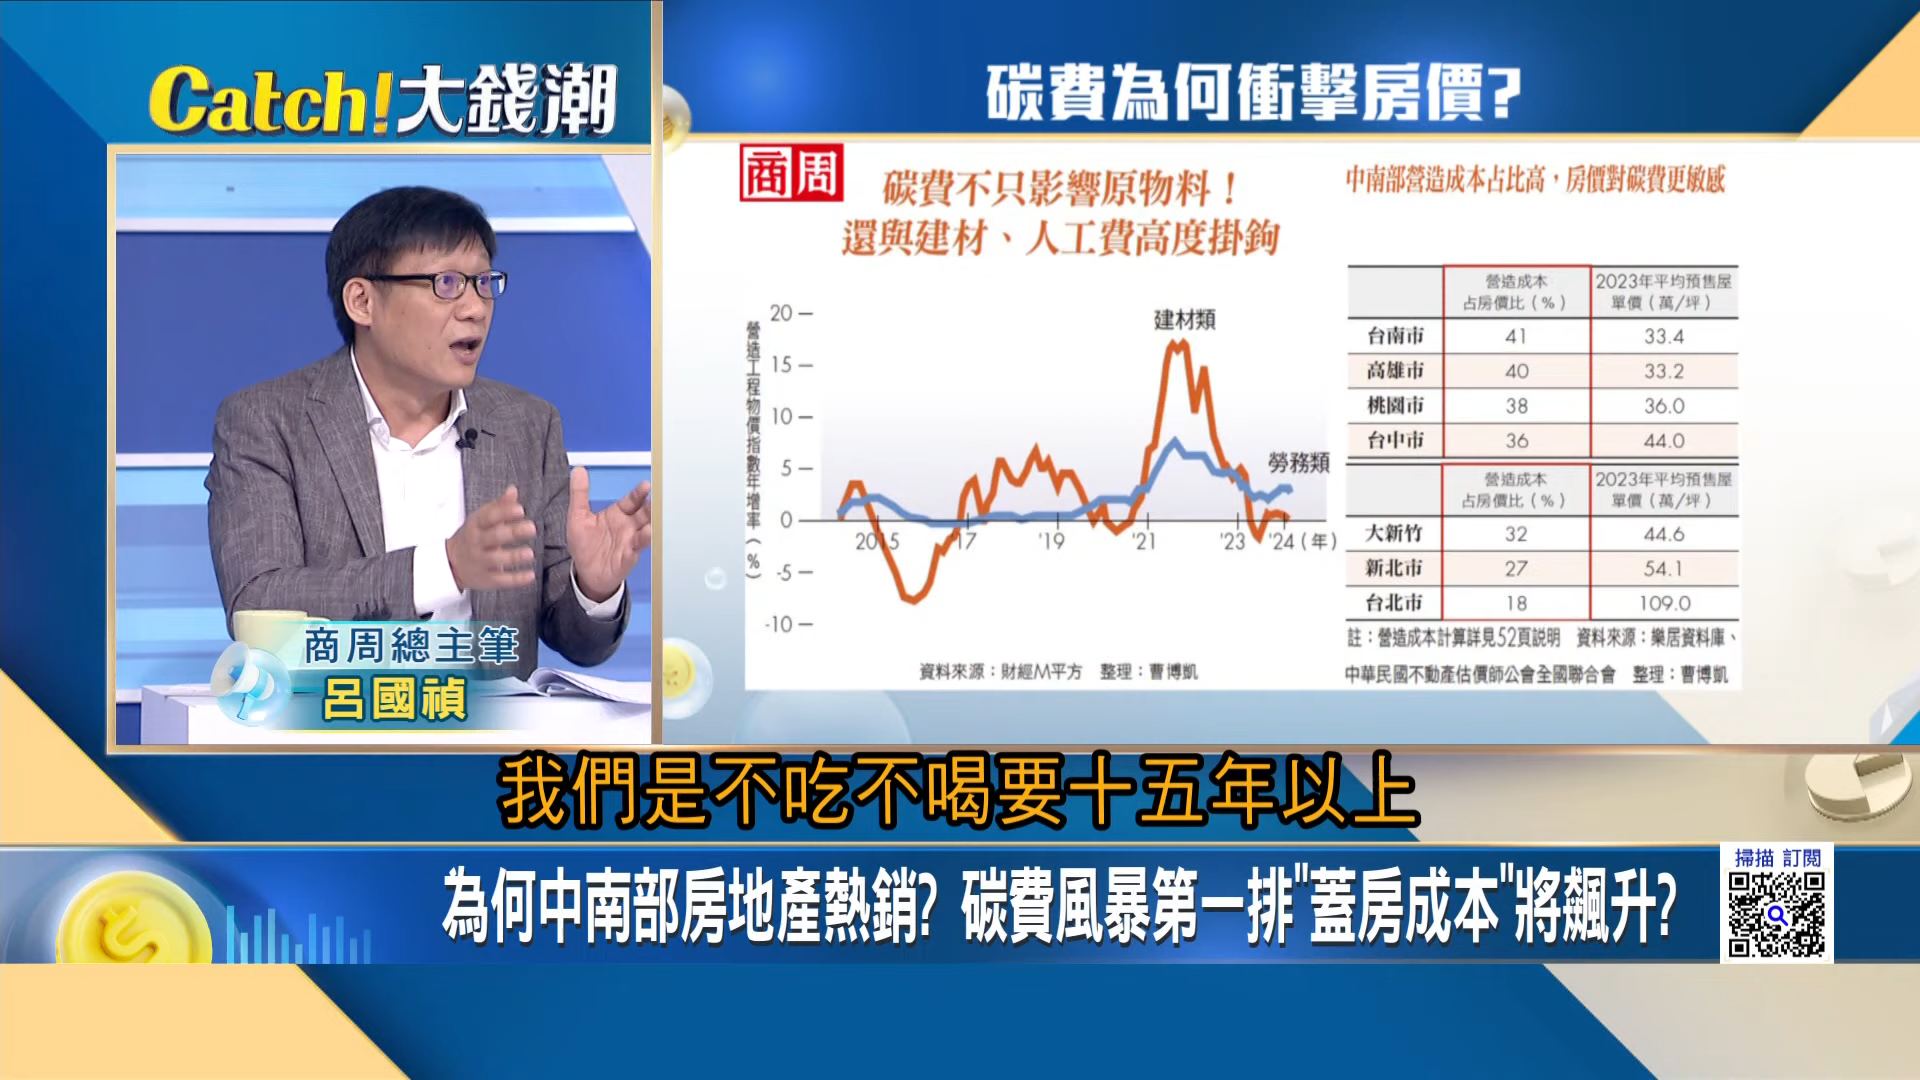 Catch!大錢潮
碳費為何衝擊房價?
商周
碳費不只影響原物料！
還與建材、人工費高度掛鉤
營造工程物價指數年增率（%）
20
15
10
5
0
-5
-10
建材類
勞務類
2015 '17 '19 '21 '23 '24（年）
資料來源：財經M平方 整理：曹博凱
中南部營造成本占比高，房價對碳費更敏感
營造成本
占房價比（%）
2023年平均預售屋
單價（萬/坪）
台南市 41 33.4
高雄市 40 33.2
桃園市 38 36.0
台中市 36 44.0
營造成本
占房價比（%）
2023年平均預售屋
單價（萬/坪）
大新竹 32 44.6
新北市 27 54.1
台北市 18 109.0
註：營造成本計算詳見52頁說明 資料來源：樂居資料庫、
中華民國不動產估價師公會全國聯合會 整理：曹博凱
商周總主筆
呂國禎
我們是不吃不喝要十五年以上
為何中南部房地產熱銷? 碳費風暴第一排"蓋房成本"將飆升?
掃描 訂閱